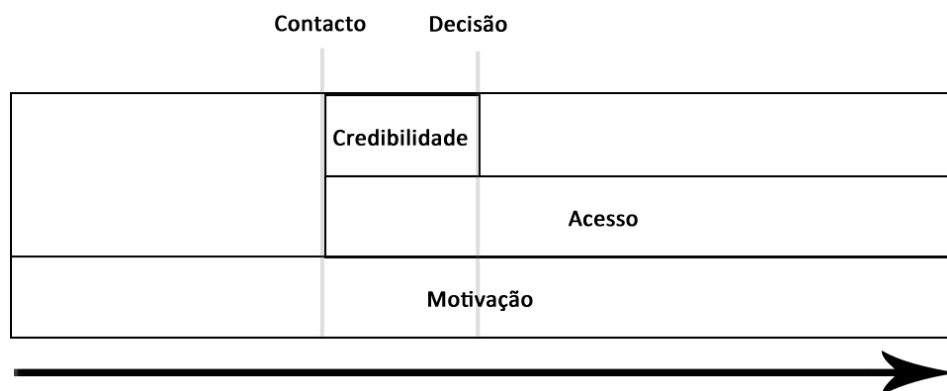 Contacto
Decisão
Credibilidade
Acesso
Motivação